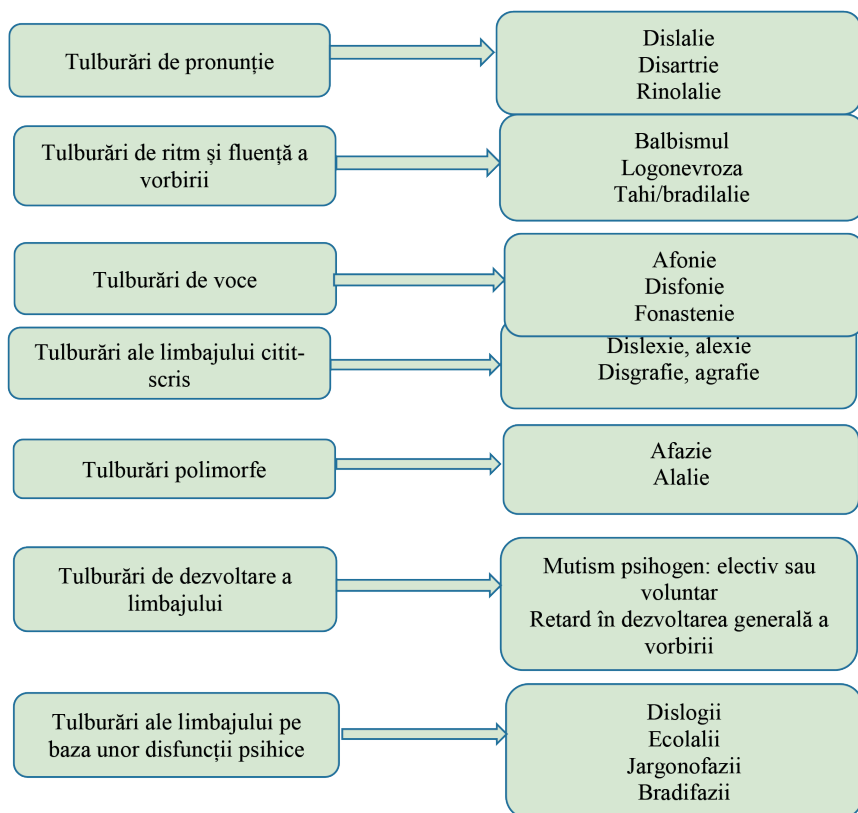 Tulburări de pronunție
Dislalie
Disartrie
Rinolalie
Tulburări de ritm și fluență a
vorbirii
Balbismul
Logonevroza
Tahi/bradilalie
Tulburări de voce
Afonie
Disfonie
Fonastenie
Tulburări ale limbajului citit-
scris
Dislexie, alexie
Disgrafie, agrafie
Tulburări polimorfe
Afazie
Alalie
Tulburări de dezvoltare a
limbajului
Mutism psihogen: electiv sau
voluntar
Retard în dezvoltarea generală a
vorbirii
Tulburări ale limbajului pe
baza unor disfuncții psihice
Dislogii
Ecolalii
Jargonofazii
Bradifazii